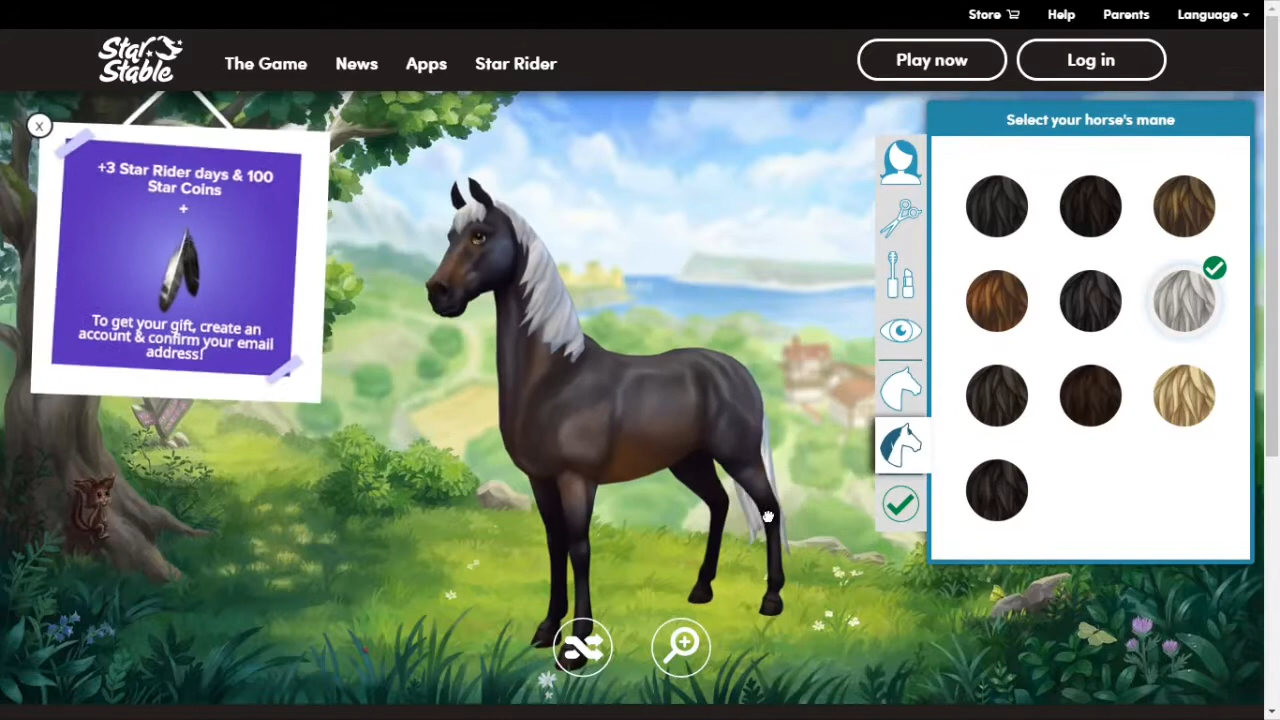 Store
Help
Parents
Language
Star Stable
The Game
News
Apps
Star Rider
Play now
Log in
X
+3 Star Rider days & 100
Star Coins
+
To get your gift, create an
account & confirm your email
address!
Select your horse's mane